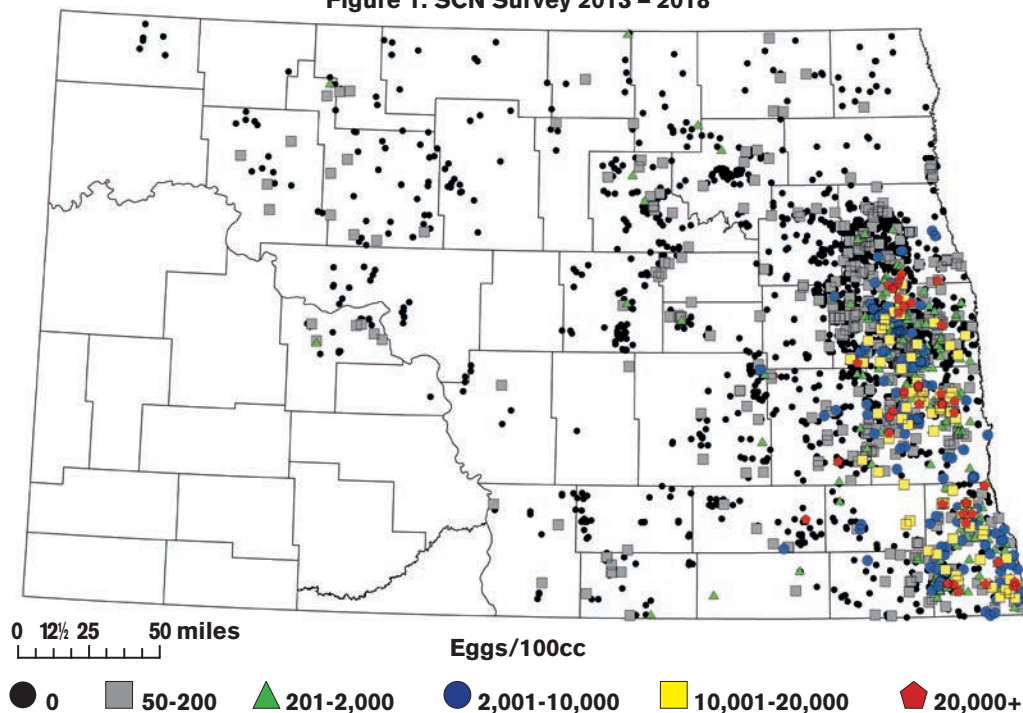 Figure 1. SCN Survey 2013 – 2018
0 12½ 25 50 miles
Eggs/100cc
0 50-200 201-2,000 2,001-10,000 10,001-20,000 20,000+